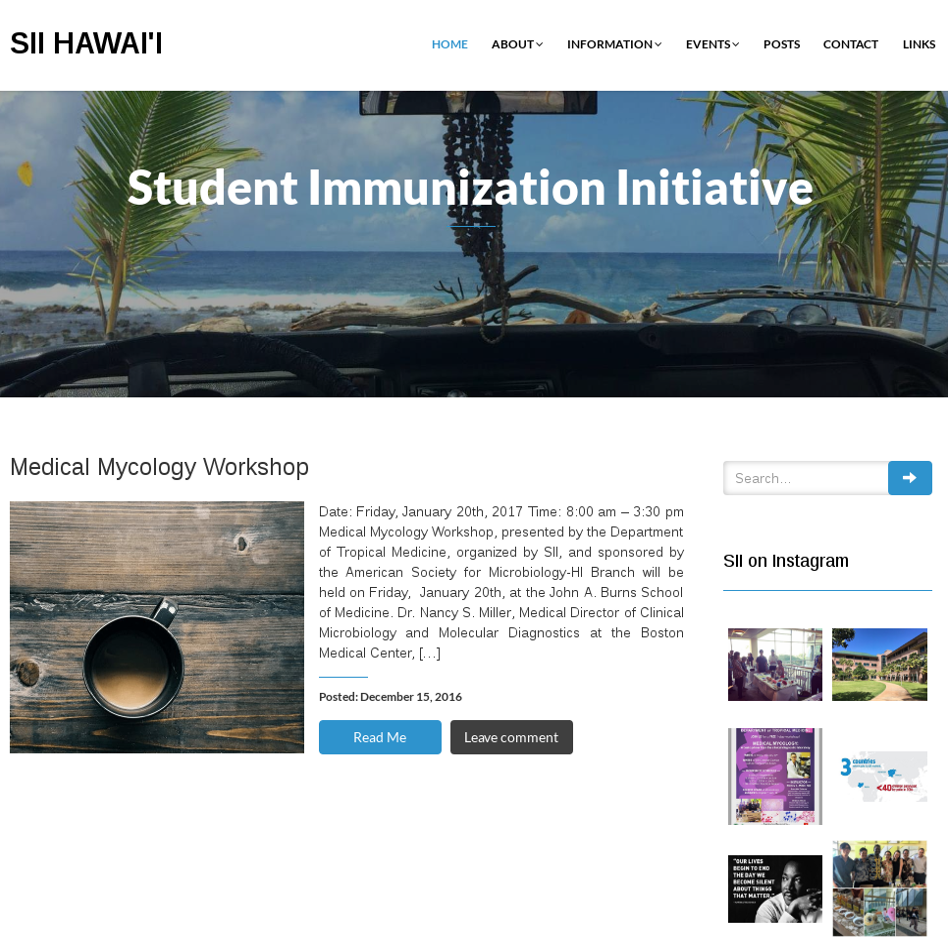 SII HAWAI'I
HOME ABOUT INFORMATION EVENTS POSTS CONTACT LINKS
Student Immunization Initiative
Medical Mycology Workshop
Date: Friday, January 20th, 2017 Time: 8:00 am – 3:30 pm
Medical Mycology Workshop, presented by the Department
of Tropical Medicine, organized by SII, and sponsored by
the American Society for Microbiology-HI Branch will be
held on Friday, January 20th, at the John A. Burns School
of Medicine. Dr. Nancy S. Miller, Medical Director of Clinical
Microbiology and Molecular Diagnostics at the Boston
Medical Center, […]
Posted: December 15, 2016
Read Me
Leave comment
Search…
SII on Instagram
MEDICAL MYCOLOGY
3 countries
<40
"OUR LIVES
BEGIN TO END
THE DAY WE
BECOME SILENT
ABOUT THINGS
THAT MATTER."